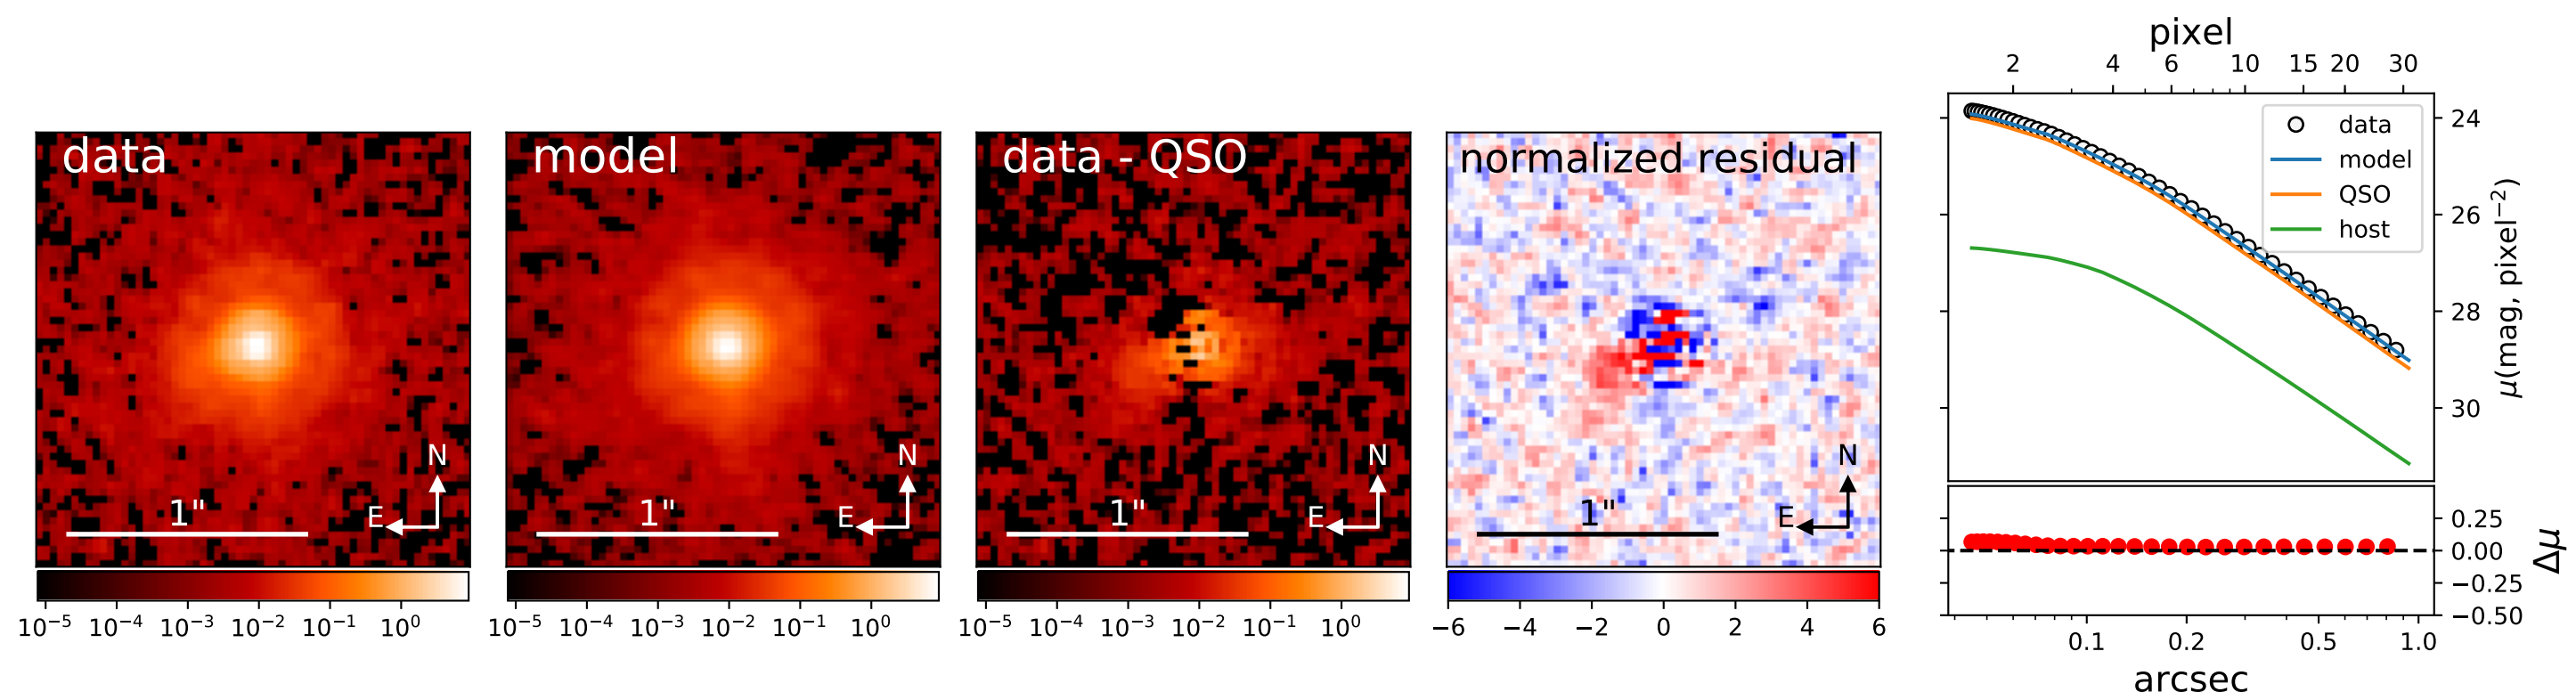 data
N
E
1"
10⁻⁵ 10⁻⁴ 10⁻³ 10⁻² 10⁻¹ 10⁰
model
N
E
1"
10⁻⁵ 10⁻⁴ 10⁻³ 10⁻² 10⁻¹ 10⁰
data - QSO
N
E
1"
10⁻⁵ 10⁻⁴ 10⁻³ 10⁻² 10⁻¹ 10⁰
normalized residual
N
E
1"
−6 −4 −2 0 2 4 6
pixel
2 4 6 10 15 20 30
data
model
QSO
host
24
26
28
30
μ(mag, pixel⁻²)
0.25
0.00
−0.25
−0.50
Δμ
0.1 0.2 0.5 1.0
arcsec